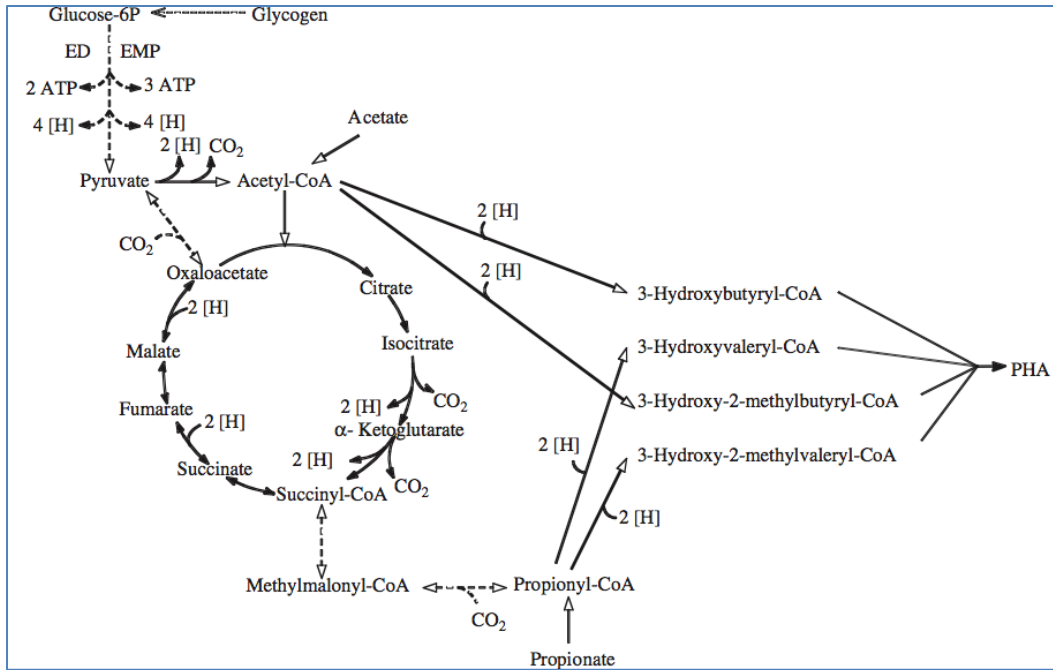 Glucose-6P
Glycogen
ED
EMP
2 ATP
3 ATP
4 [H]
4 [H]
Acetate
2 [H]
CO2
Pyruvate
Acetyl-CoA
2 [H]
CO2
Oxaloacetate
2 [H]
Citrate
3-Hydroxybutyryl-CoA
2 [H]
Malate
Isocitrate
3-Hydroxyvaleryl-CoA
PHA
Fumarate
2 [H]
CO2
3-Hydroxy-2-methylbutyryl-CoA
2 [H]
α- Ketoglutarate
2 [H]
3-Hydroxy-2-methylvaleryl-CoA
Succinate
2 [H]
CO2
Succinyl-CoA
2 [H]
Methylmalonyl-CoA
Propionyl-CoA
CO2
Propionate